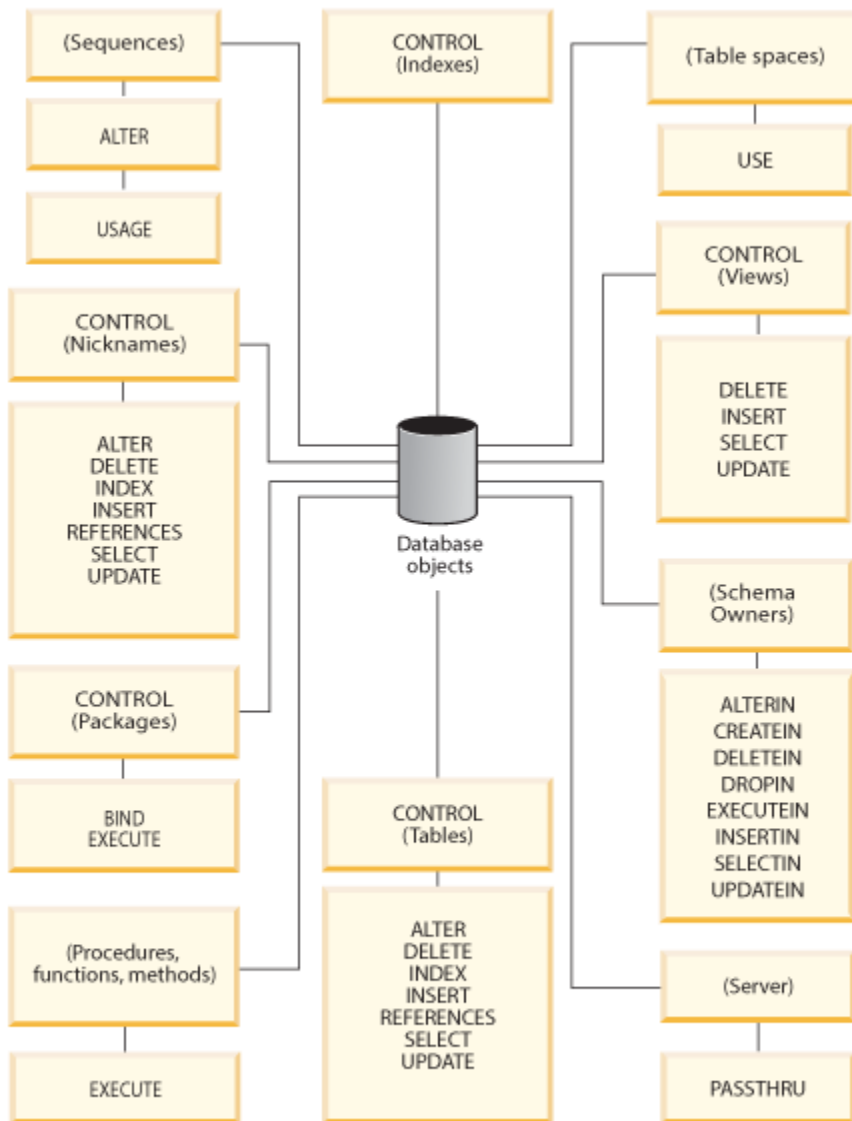 (Sequences)
ALTER
USAGE
CONTROL
(Nicknames)
ALTER
DELETE
INDEX
INSERT
REFERENCES
SELECT
UPDATE
CONTROL
(Packages)
BIND
EXECUTE
(Procedures,
functions, methods)
EXECUTE
CONTROL
(Indexes)
Database
objects
CONTROL
(Tables)
ALTER
DELETE
INDEX
INSERT
REFERENCES
SELECT
UPDATE
(Table spaces)
USE
CONTROL
(Views)
DELETE
INSERT
SELECT
UPDATE
(Schema
Owners)
ALTERIN
CREATEIN
DELETEIN
DROPIN
EXECUTEIN
INSERTIN
SELECTIN
UPDATEIN
(Server)
PASSTHRU